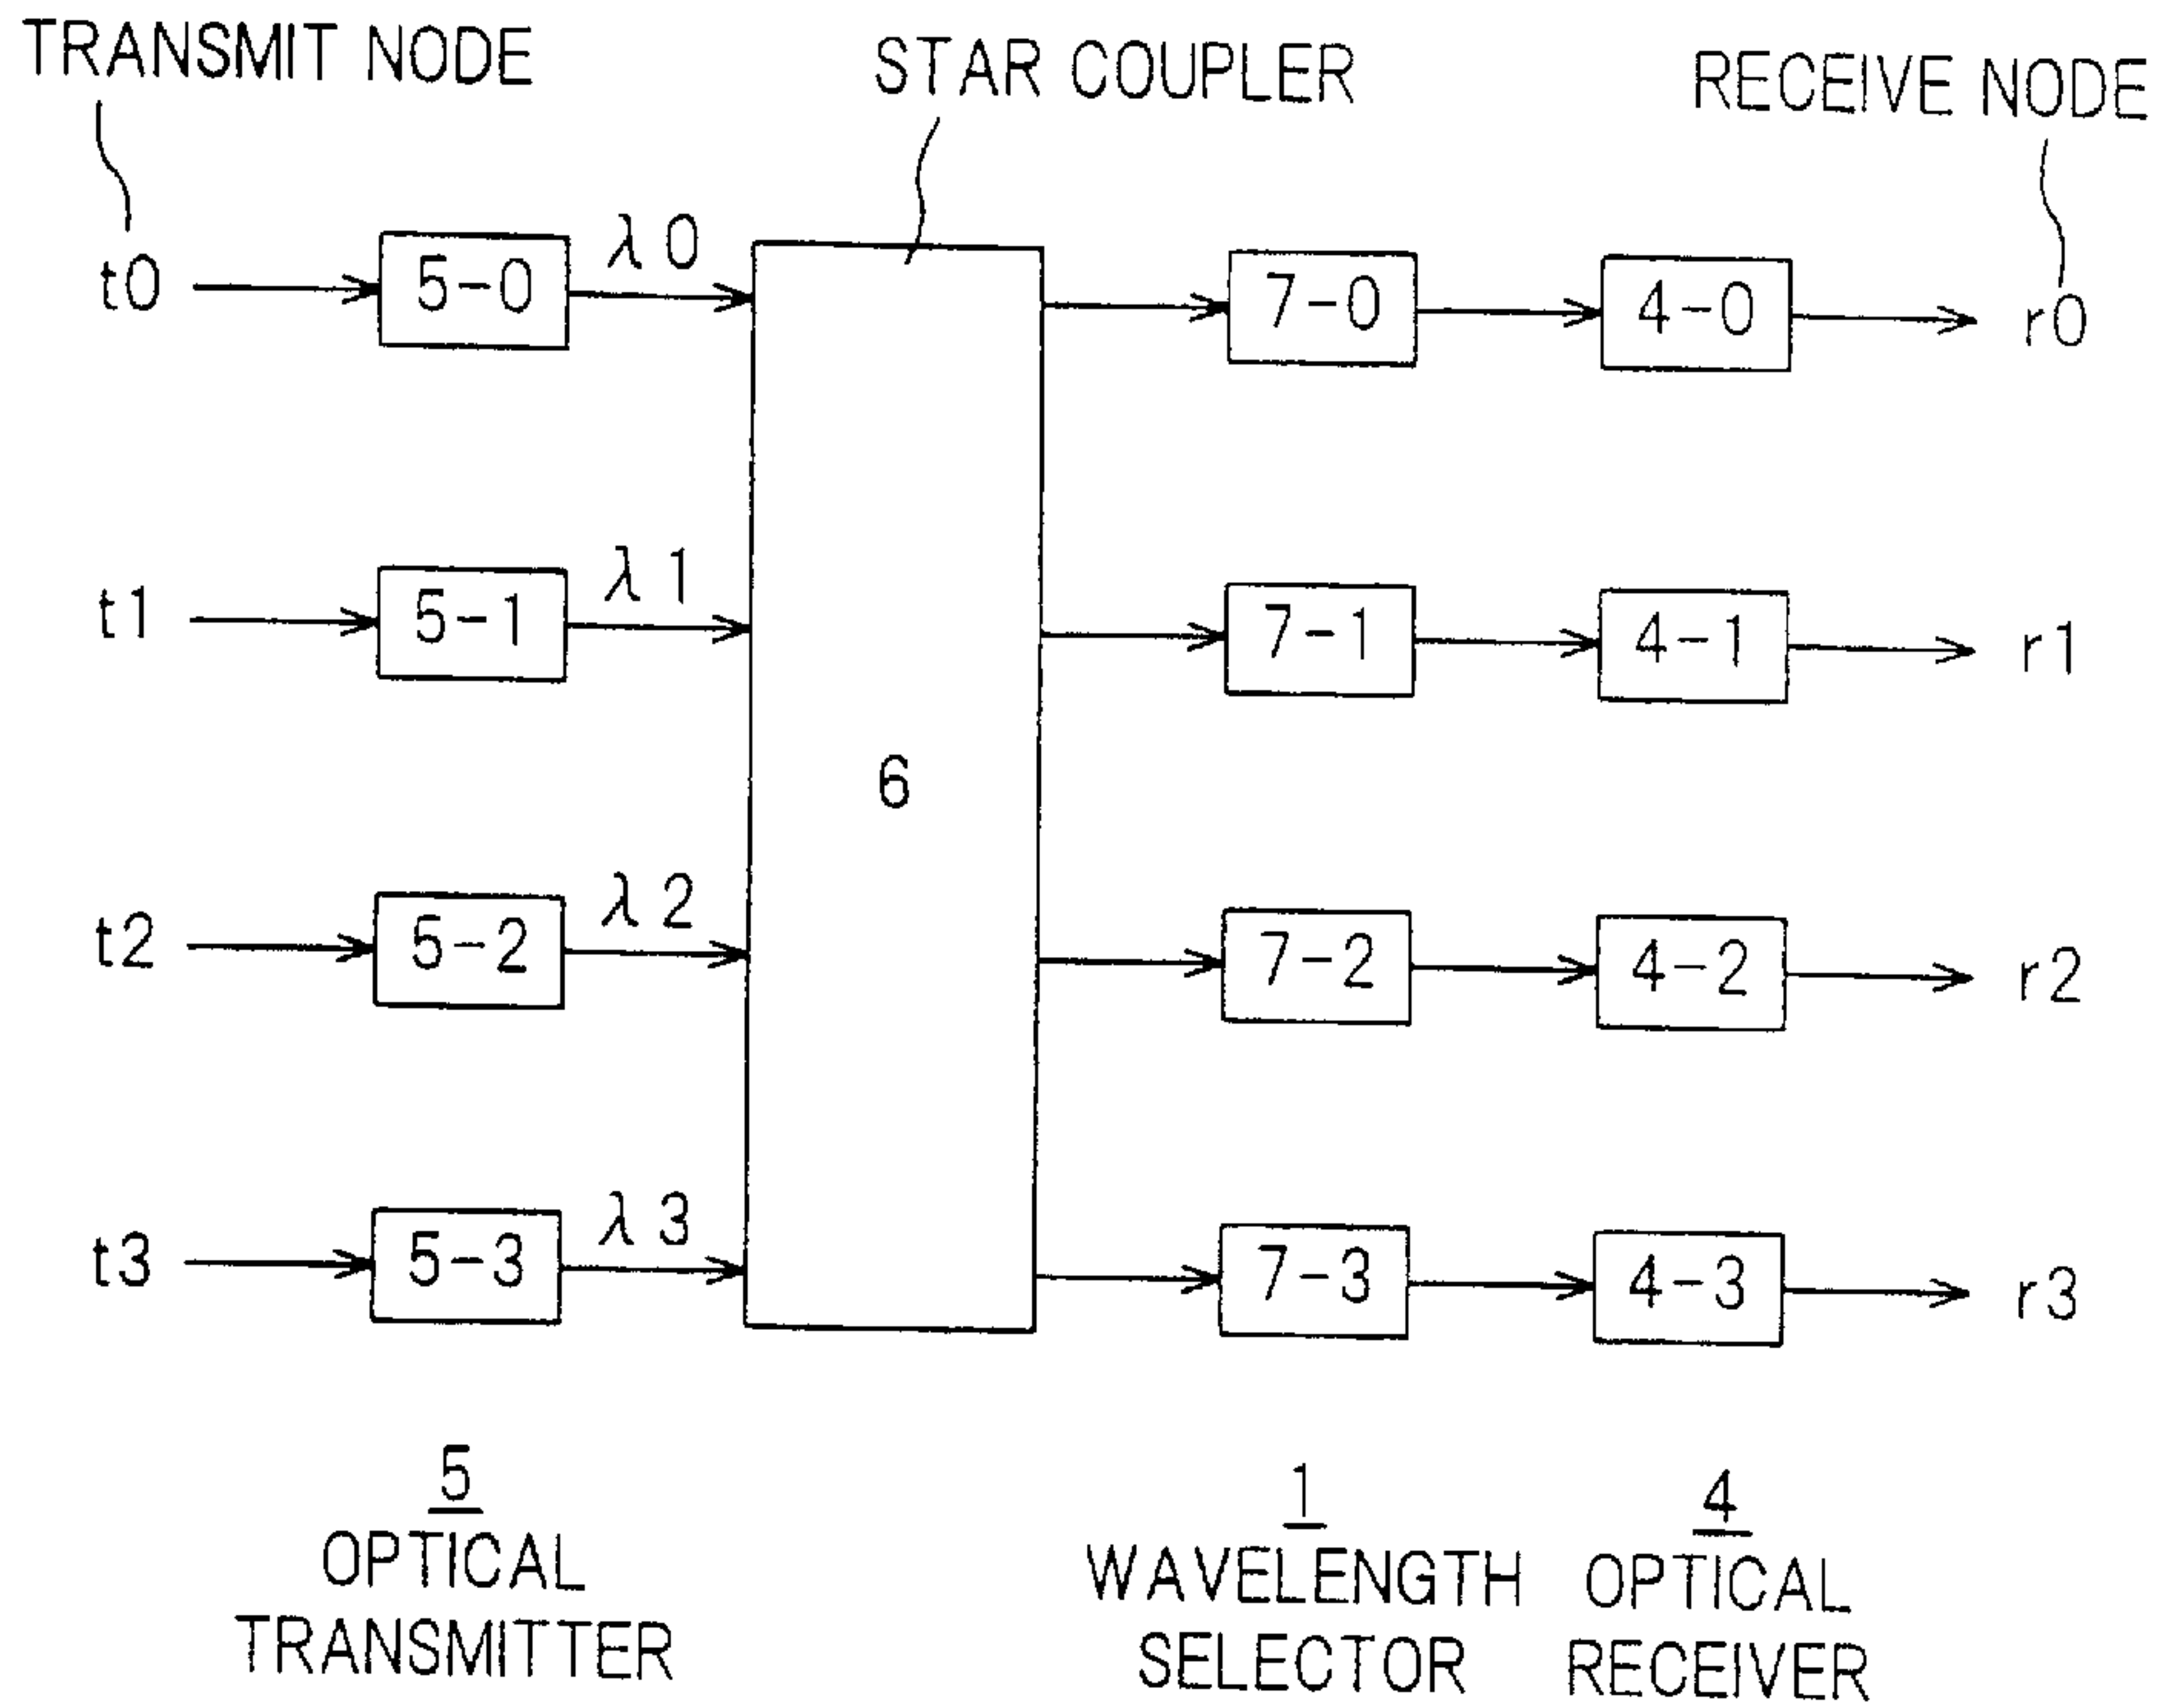 TRANSMIT NODE
STAR COUPLER
RECEIVE NODE
t0
5-0
λ0
7-0
4-0
r0
t1
5-1
λ1
7-1
4-1
r1
6
t2
5-2
λ2
7-2
4-2
r2
t3
5-3
λ3
7-3
4-3
r3
5
OPTICAL
TRANSMITTER
1
WAVELENGTH
SELECTOR
4
OPTICAL
RECEIVER